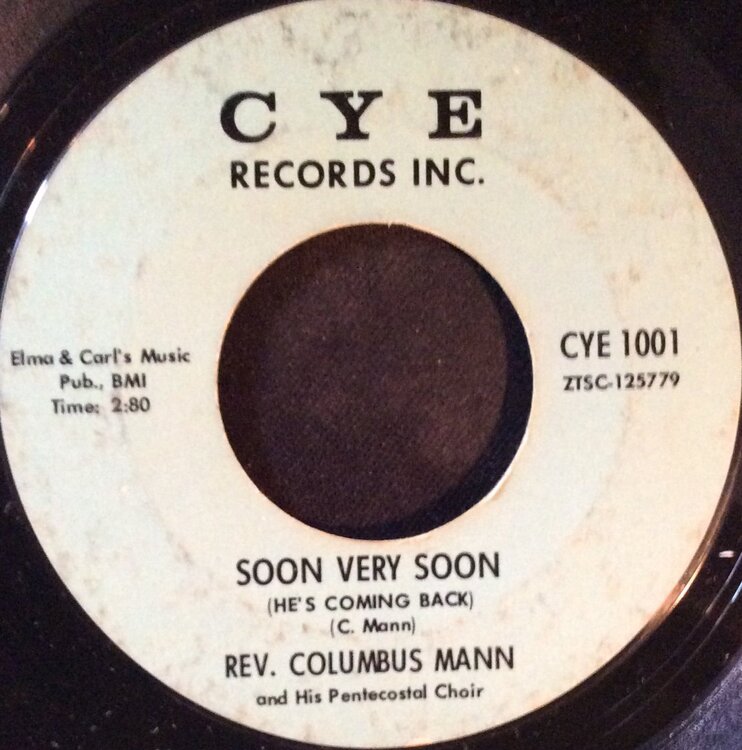 CYE
RECORDS INC.
Elma & Carl's Music
Pub., BMI
Time: 2:80
CYE 1001
ZTSC-125779
SOON VERY SOON
(HE'S COMING BACK)
(C. Mann)
REV. COLUMBUS MANN
and His Pentecostal Choir